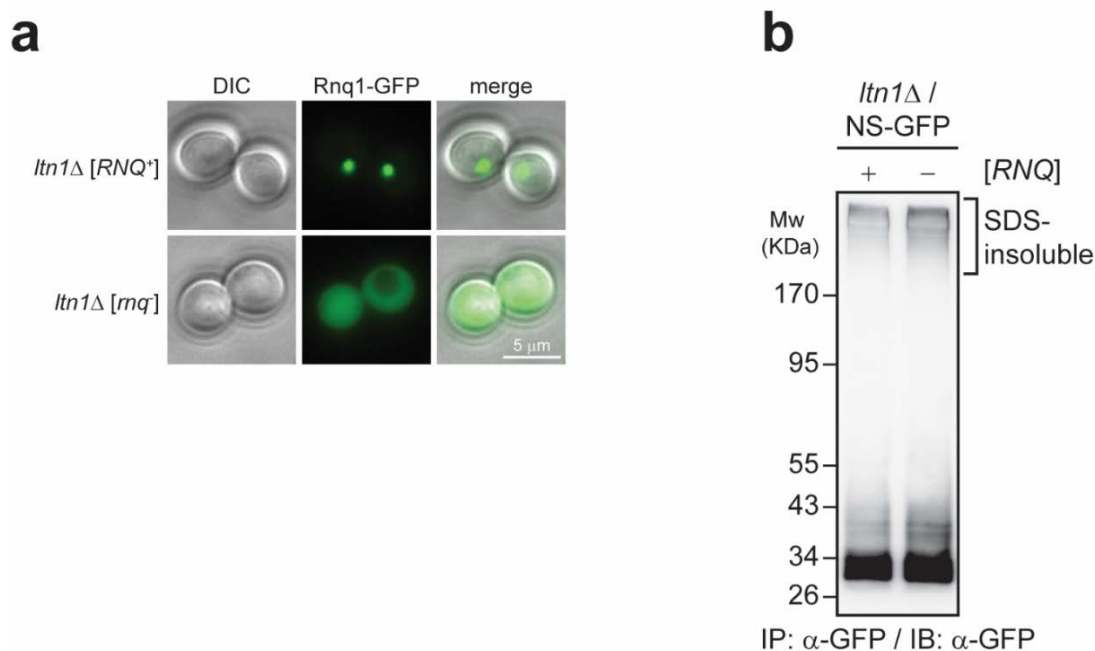 a
DIC Rnq1-GFP merge
ltn1Δ [RNQ⁺]
ltn1Δ [rnq⁻]
5 μm
b
ltn1Δ /
NS-GFP
+ − [RNQ]
Mw
(KDa)
SDS-
insoluble
170
95
55
43
34
26
IP: α-GFP / IB: α-GFP